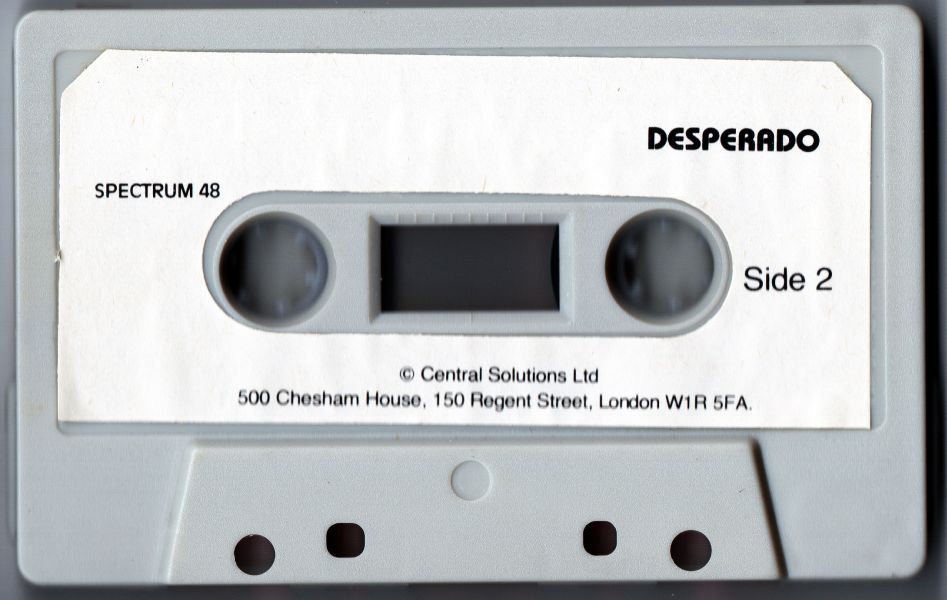 DESPERADO
SPECTRUM 48
Side 2
© Central Solutions Ltd
500 Chesham House, 150 Regent Street, London W1R 5FA.